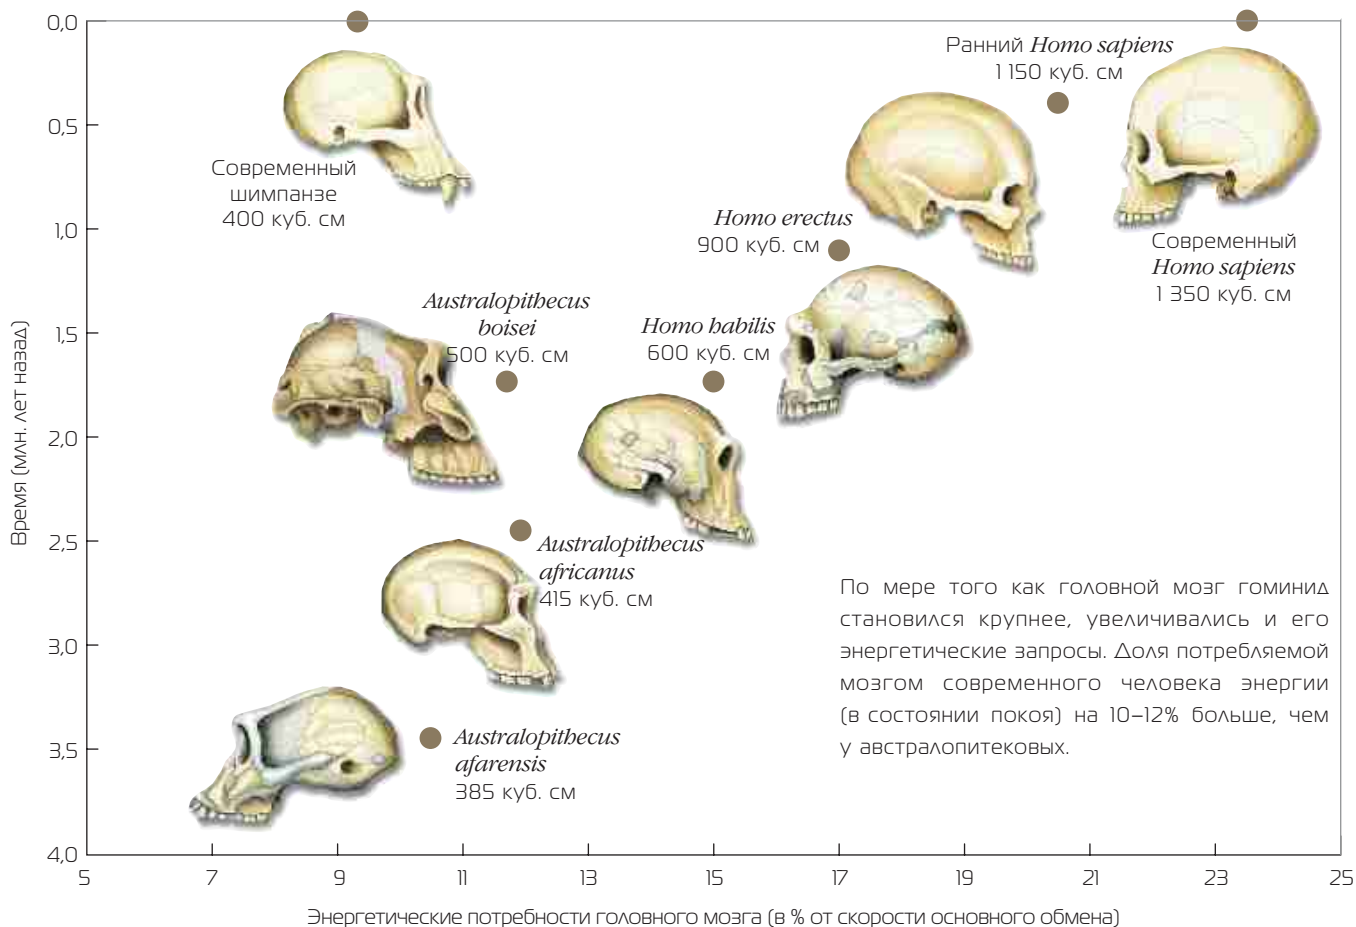 0,0
0,5
1,0
1,5
2,0
2,5
3,0
3,5
4,0
Время (млн. лет назад)
Современный
шимпанзе
400 куб. см
Ранний Homo sapiens
1 150 куб. см
Homo erectus
900 куб. см
Современный
Homo sapiens
1 350 куб. см
Australopithecus
boisei
500 куб. см
Homo habilis
600 куб. см
Australopithecus
africanus
415 куб. см
Australopithecus
afarensis
385 куб. см
По мере того как головной мозг гоминид
становился крупнее, увеличивались и его
энергетические запросы. Доля потребляемой
мозгом современного человека энергии
(в состоянии покоя) на 10–12% больше, чем
у австралопитековых.
5 7 9 11 13 15 17 19 21 23 25
Энергетические потребности головного мозга (в % от скорости основного обмена)